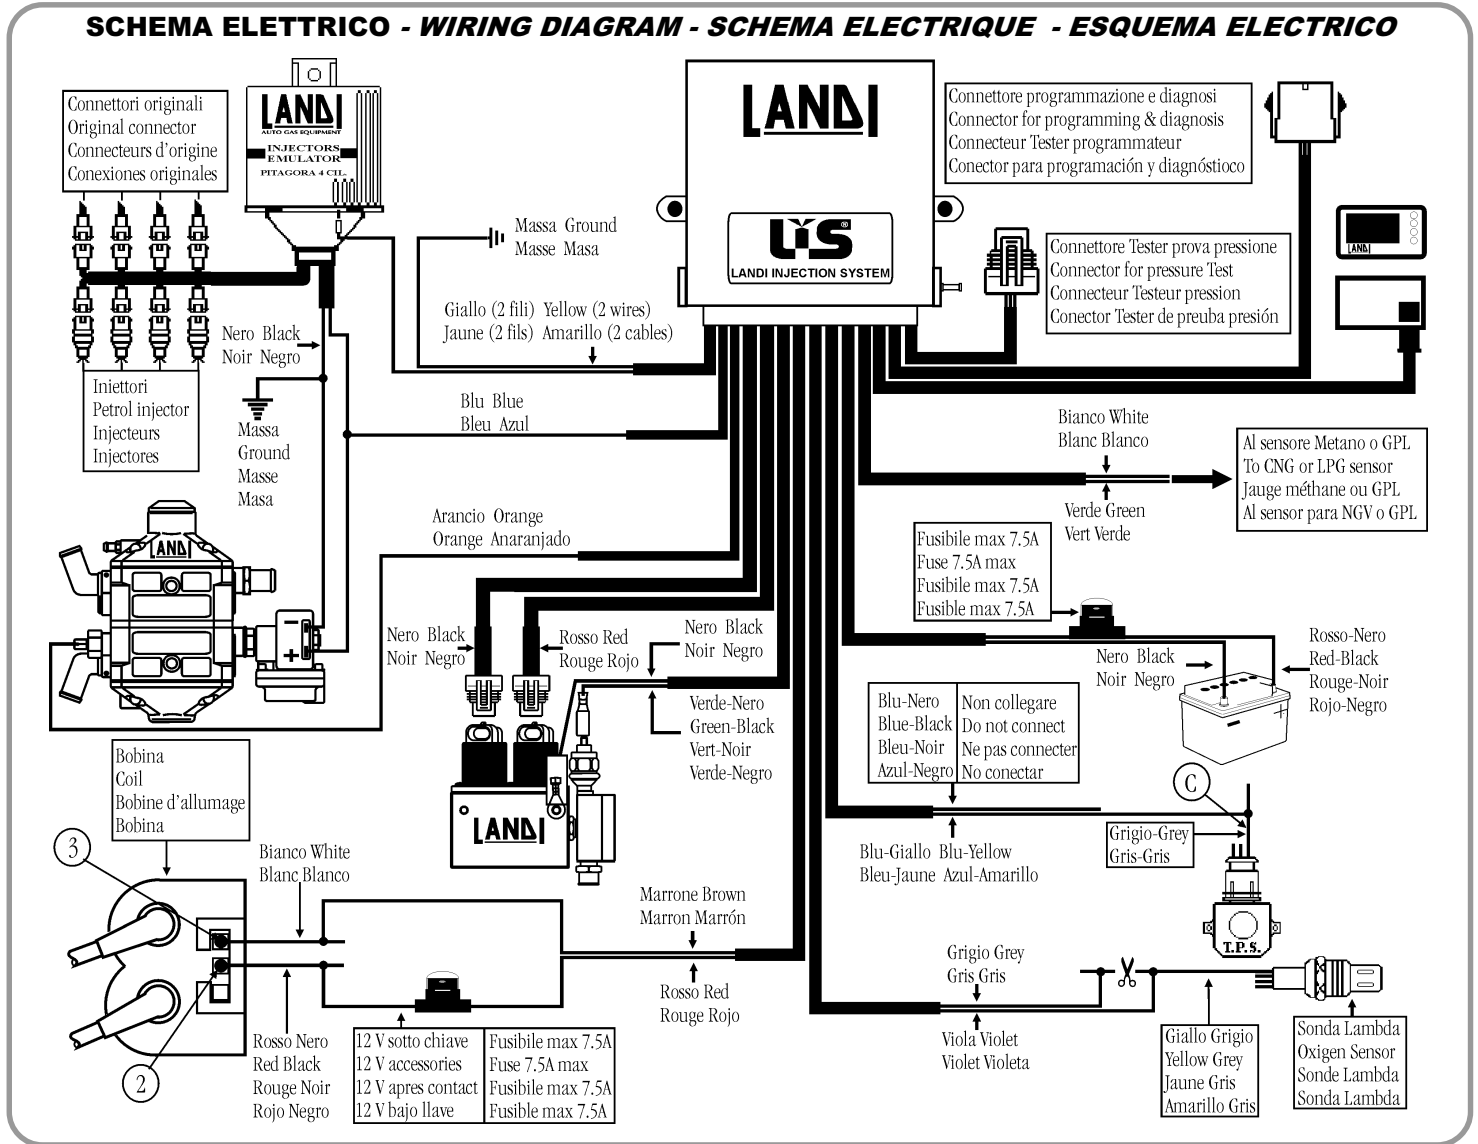 SCHEMA ELETTRICO - WIRING DIAGRAM - SCHEMA ELECTRIQUE - ESQUEMA ELECTRICO
Connettori originali
Original connector
Connecteurs d'origine
Conexiones originales
LANDI
AUTO GAS EQUIPMENT
INJECTORS
EMULATOR
PITAGORA 4 CIL.
LANDI
LIS
®
LANDI INJECTION SYSTEM
Connettore programmazione e diagnosi
Connector for programming & diagnosis
Connecteur Tester programmateur
Conector para programación y diagnóstioco
Massa Ground
Masse Masa
Connettore Tester prova pressione
Connector for pressure Test
Connecteur Testeur pression
Conector Tester de preuba presión
LANDI
Giallo (2 fili) Yellow (2 wires)
Jaune (2 fils) Amarillo (2 cables)
Nero Black
Noir Negro
Iniettori
Petrol injector
Injecteurs
Injectores
Massa
Ground
Masse
Masa
Blu Blue
Bleu Azul
Bianco White
Blanc Blanco
Verde Green
Vert Verde
Al sensore Metano o GPL
To CNG or LPG sensor
Jauge méthane ou GPL
Al sensor para NGV o GPL
Arancio Orange
Orange Anaranjado
LANDI
Fusibile max 7.5A
Fuse 7.5A max
Fusibile max 7.5A
Fusible max 7.5A
Nero Black
Noir Negro
Rosso Red
Rouge Rojo
Nero Black
Noir Negro
Verde-Nero
Green-Black
Vert-Noir
Verde-Negro
Nero Black
Noir Negro
Rosso-Nero
Red-Black
Rouge-Noir
Rojo-Negro
- +
Blu-Nero
Blue-Black
Bleu-Noir
Azul-Negro
Non collegare
Do not connect
Ne pas connecter
No conectar
- +
C
Bobina
Coil
Bobine d'allumage
Bobina
LANDI
Grigio-Grey
Gris-Gris
Blu-Giallo Blu-Yellow
Bleu-Jaune Azul-Amarillo
3
Bianco White
Blanc Blanco
Marrone Brown
Marron Marrón
T.P.S.
Rosso Red
Rouge Rojo
Grigio Grey
Gris Gris
Viola Violet
Violet Violeta
2
Rosso Nero
Red Black
Rouge Noir
Rojo Negro
12 V sotto chiave
12 V accessories
12 V apres contact
12 V bajo llave
Fusibile max 7.5A
Fuse 7.5A max
Fusibile max 7.5A
Fusible max 7.5A
Giallo Grigio
Yellow Grey
Jaune Gris
Amarillo Gris
Sonda Lambda
Oxigen Sensor
Sonde Lambda
Sonda Lambda